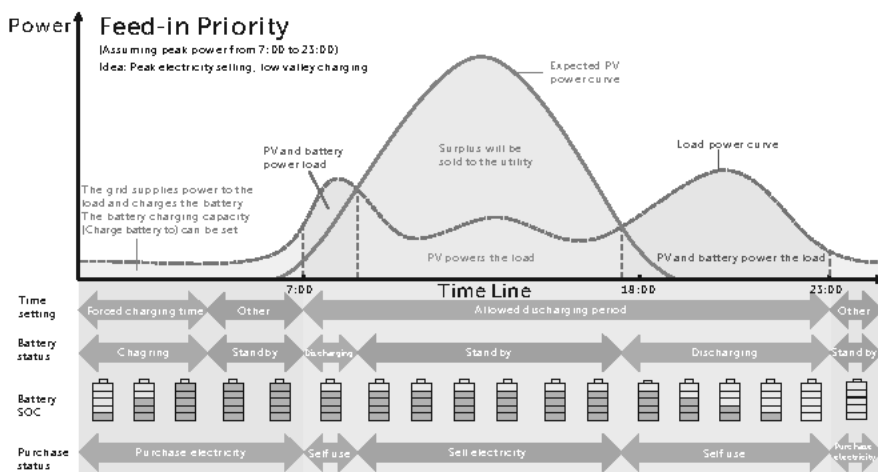 Power
Feed-in Priority
(Assuming peak power from 7:00 to 23:00)
Idea: Peak electricity selling, low valley charging
Expected PV
power curve
PV and battery
power load
Surplus will be
sold to the utility
Load power curve
The grid supplies power to the
load and charges the battery
The battery charging capacity
(Charge battery to) can be set
PV powers the load
PV and battery power the load
7:00
Time Line
18:00
23:00
Time
setting
Forced charging time
Other
Allowed discharging period
Other
Battery
status
Chagring
Standby
Discharging
Standby
Discharging
Standby
Battery
SOC
Purchase
status
Purchase electricity
Self use
Sell electricity
Self use
Purchase
electricity